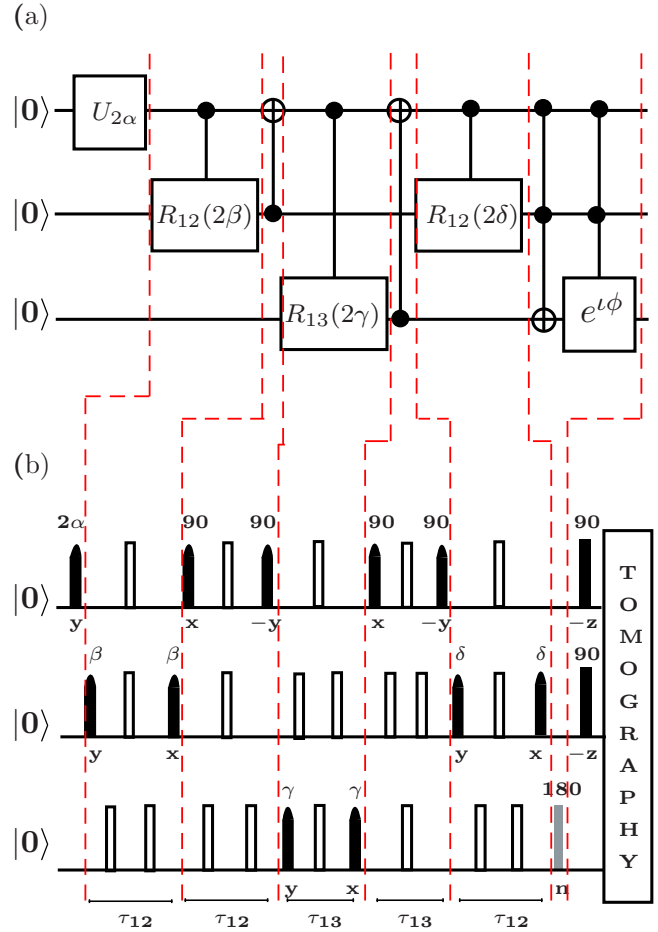 (a)
|0⟩ U₂α
|0⟩ R₁₂(2β) R₁₂(2δ)
|0⟩ R₁₃(2γ) e^{ιϕ}
(b)
2α 90 90 90 90 90
|0⟩
y x −y x −y −z
β β δ δ 90
|0⟩
y x y x −z
γ γ 180
|0⟩
y x n
τ₁₂ τ₁₂ τ₁₃ τ₁₃ τ₁₂
T
O
M
O
G
R
A
P
H
Y